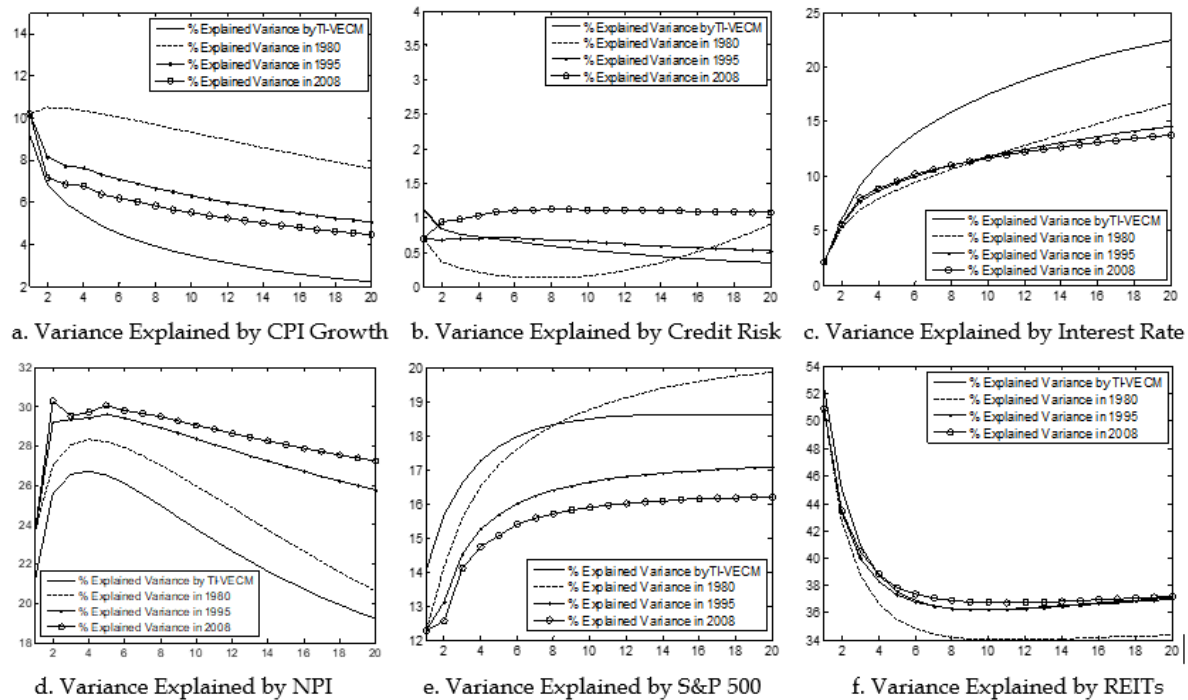 14
12
10
8
6
4
2
2 4 6 8 10 12 14 16 18 20
% Explained Variance by TI-VECM
% Explained Variance in 1980
% Explained Variance in 1995
% Explained Variance in 2008
a. Variance Explained by CPI Growth
4
3.5
3
2.5
2
1.5
1
0.5
0
2 4 6 8 10 12 14 16 18 20
% Explained Variance by TI-VECM
% Explained Variance in 1980
% Explained Variance in 1995
% Explained Variance in 2008
b. Variance Explained by Credit Risk
25
20
15
10
5
0
2 4 6 8 10 12 14 16 18 20
% Explained Variance by TI-VECM
% Explained Variance in 1980
% Explained Variance in 1995
% Explained Variance in 2008
c. Variance Explained by Interest Rate
32
30
28
26
24
22
20
18
2 4 6 8 10 12 14 16 18 20
% Explained Variance by TI-VECM
% Explained Variance in 1980
% Explained Variance in 1995
% Explained Variance in 2008
d. Variance Explained by NPI
20
19
18
17
16
15
14
13
12
2 4 6 8 10 12 14 16 18 20
% Explained Variance by TI-VECM
% Explained Variance in 1980
% Explained Variance in 1995
% Explained Variance in 2008
e. Variance Explained by S&P 500
54
52
50
48
46
44
42
40
38
36
34
2 4 6 8 10 12 14 16 18 20
% Explained Variance by TI-VECM
% Explained Variance in 1980
% Explained Variance in 1995
% Explained Variance in 2008
f. Variance Explained by REITs